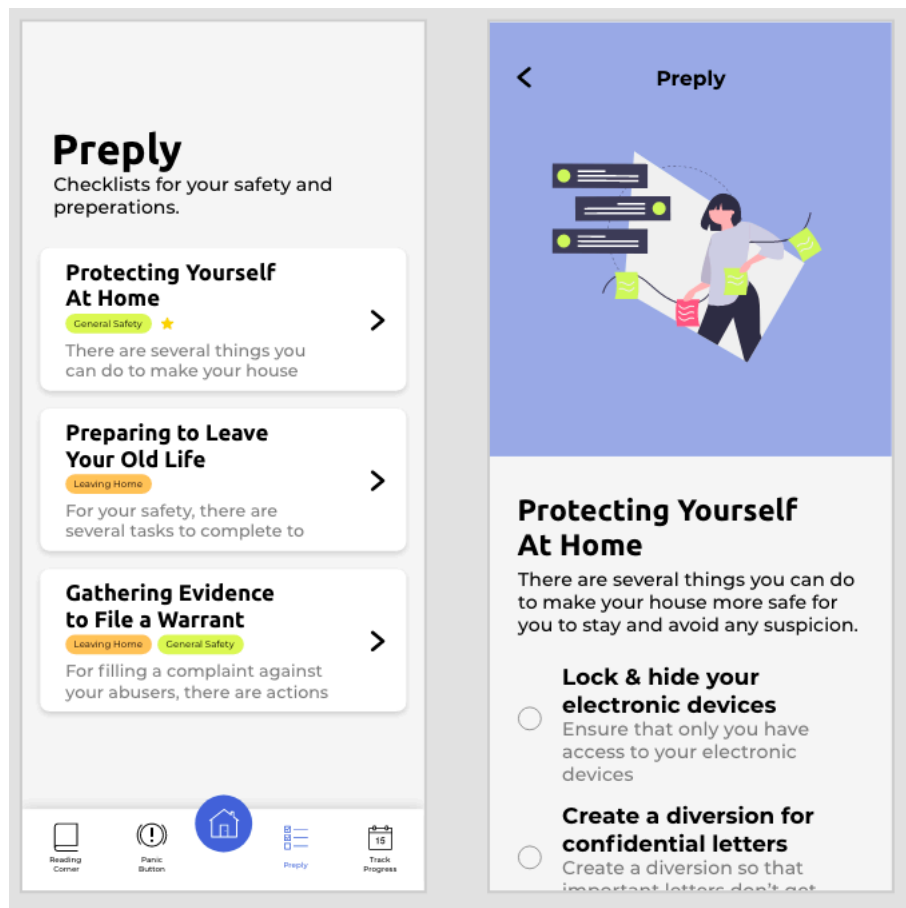 Preply
Checklists for your safety and
preperations.
Protecting Yourself
At Home
General Safety
There are several things you
can do to make your house
Preparing to Leave
Your Old Life
Leaving Home
For your safety, there are
several tasks to complete to
Gathering Evidence
to File a Warrant
Leaving Home
General Safety
For filling a complaint against
your abusers, there are actions
Reading
Corner
Panic
Button
Preply
15
Track
Progress
Preply
Protecting Yourself
At Home
There are several things you can do
to make your house more safe for
you to stay and avoid any suspicion.
Lock & hide your
electronic devices
Ensure that only you have
access to your electronic
devices
Create a diversion for
confidential letters
Create a diversion so that
important letters don't get